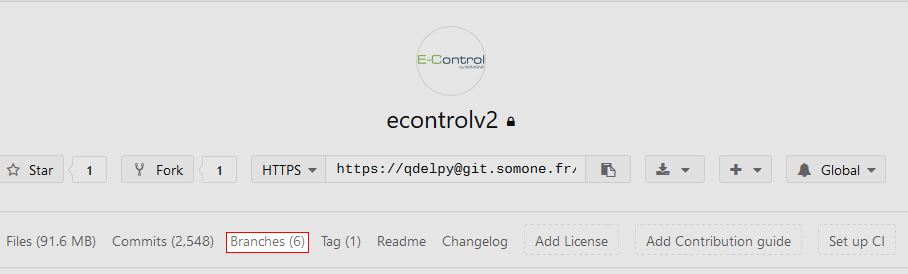 E-Control
by SOMONE
econtrolv2
Star 1 Fork 1 HTTPS https://qdelpy@git.somone.fr/ Global
Files (91.6 MB) Commits (2,548) Branches (6) Tag (1) Readme Changelog Add License Add Contribution guide Set up CI